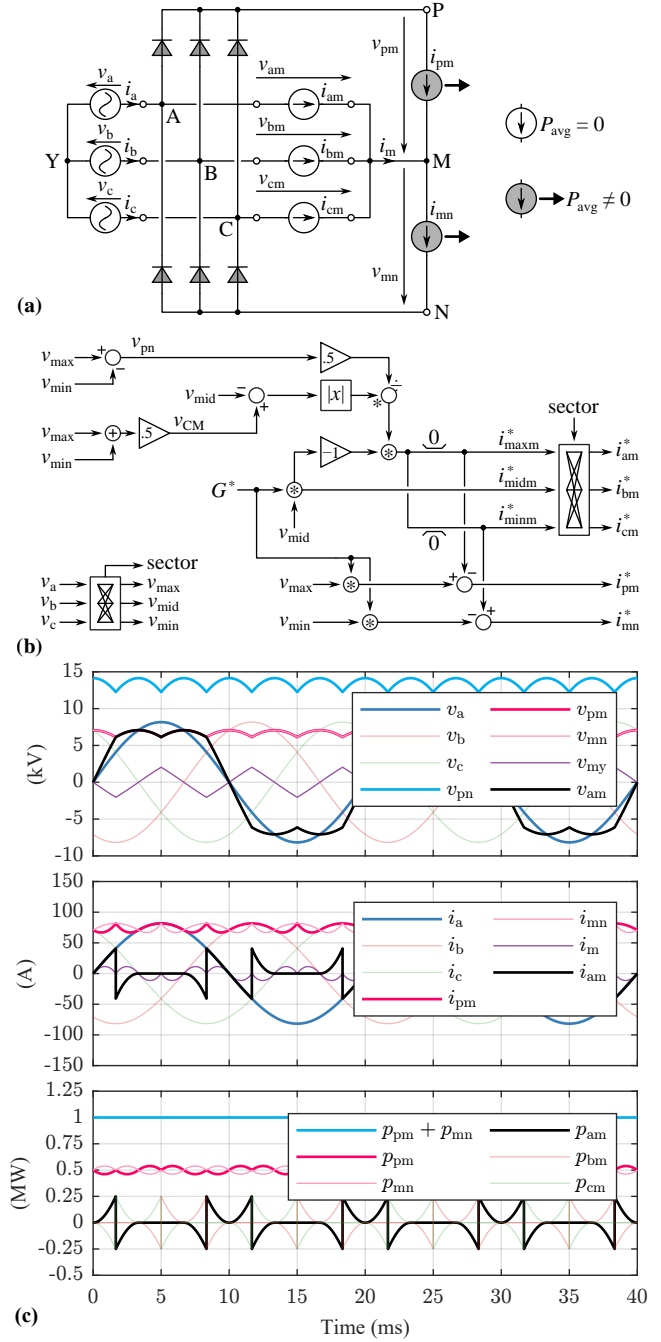 P
v_a i_a v_am i_am v_pm i_pm
A
v_b i_b v_bm i_bm i_m P_avg = 0
Y B M
v_c i_c v_cm i_cm i_mn P_avg ≠ 0
C
v_mn
(a) N
v_max + v_pn .5
v_min −
v_mid − + |x| * ÷
v_max + .5 v_CM
v_min
sector
−1 * 0 i*_maxm i*_am
G* * i*_midm i*_bm
v_mid 0 i*_minm i*_cm
sector
v_a v_max v_max * + − i*_pm
v_b v_mid
v_c v_min v_min * − + i*_mn
(b)
15
10
5
0
-5
-10
(kV)
v_a v_pm
v_b v_mn
v_c v_my
v_pn v_am
150
100
50
0
-50
-100
-150
(A)
i_a i_mn
i_b i_m
i_c i_am
i_pm
1.25
1
0.75
0.5
0.25
0
-0.25
-0.5
(MW)
p_pm + p_mn p_am
p_pm p_bm
p_mn p_cm
0 5 10 15 20 25 30 35 40
(c) Time (ms)